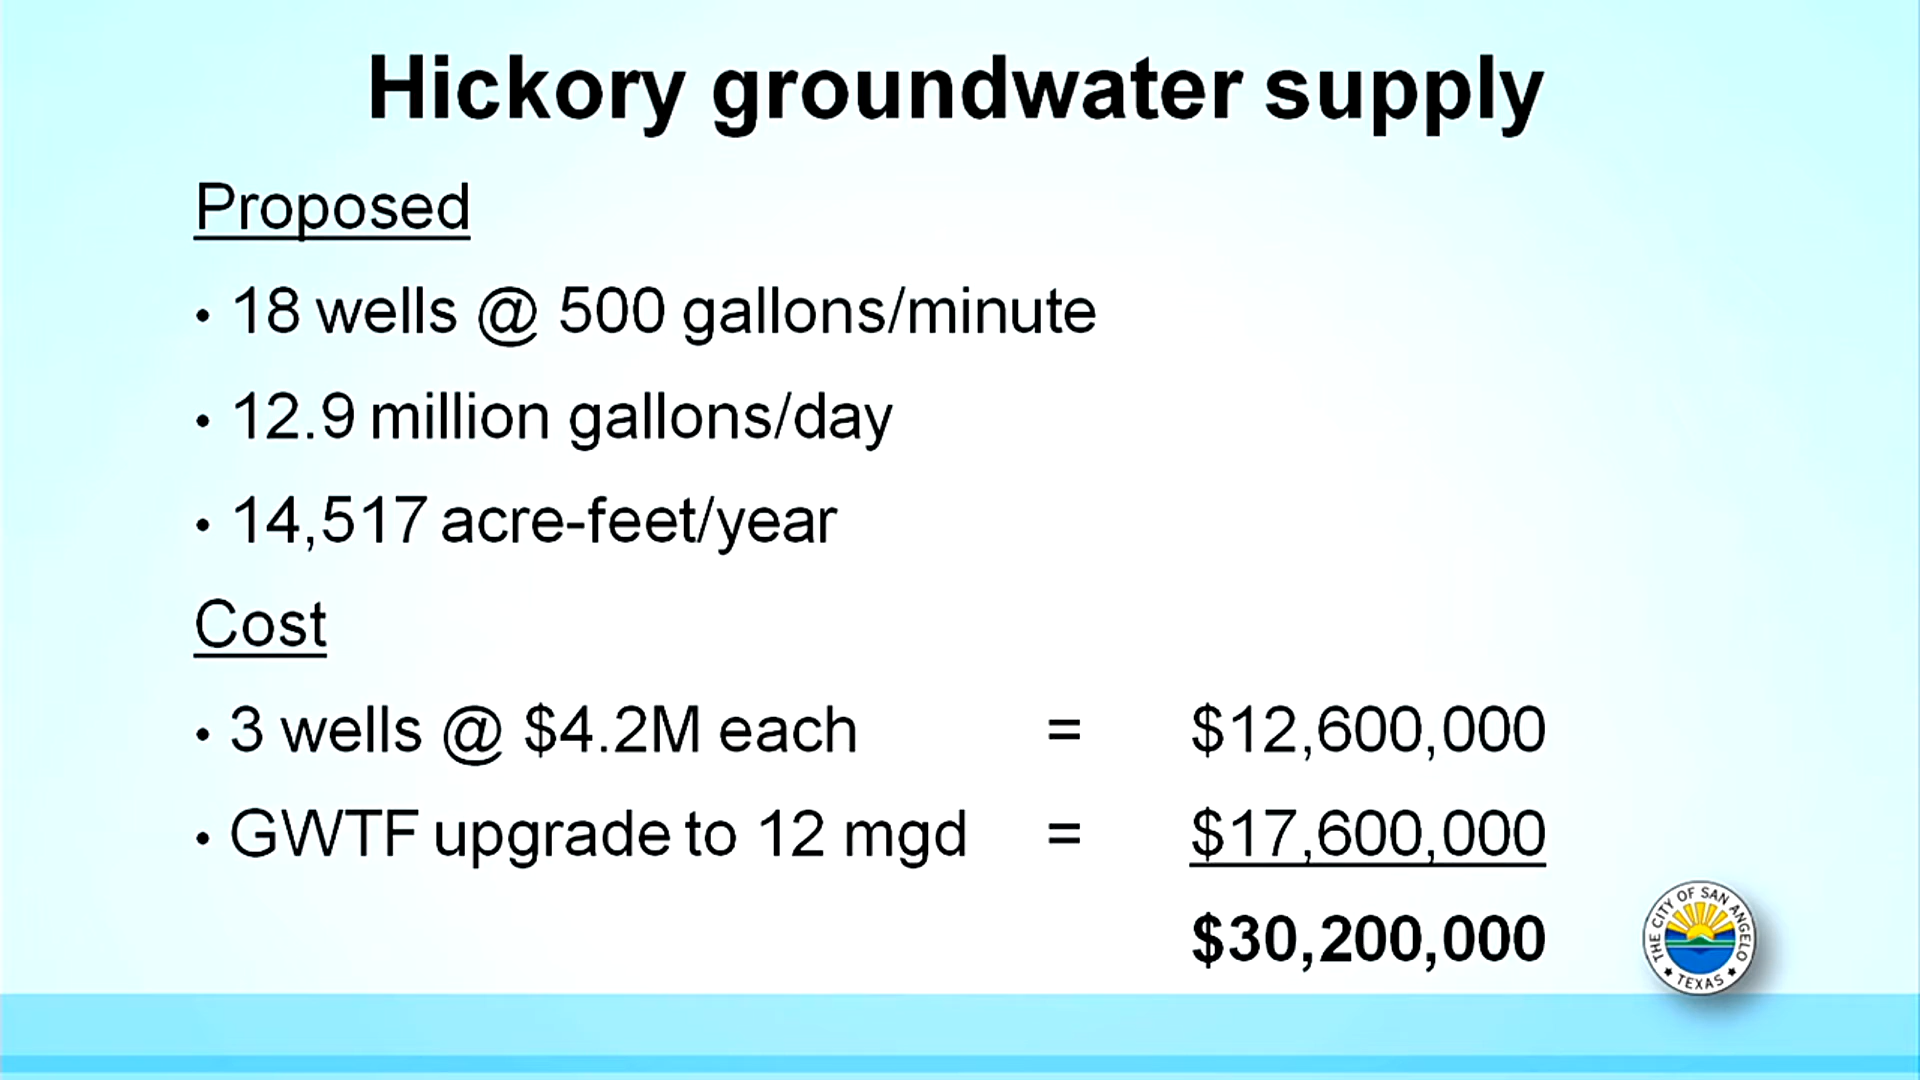 Hickory groundwater supply
Proposed
• 18 wells @ 500 gallons/minute
• 12.9 million gallons/day
• 14,517 acre-feet/year
Cost
• 3 wells @ $4.2M each = $12,600,000
• GWTF upgrade to 12 mgd = $17,600,000
$30,200,000
THE CITY OF SAN ANGELO
TEXAS